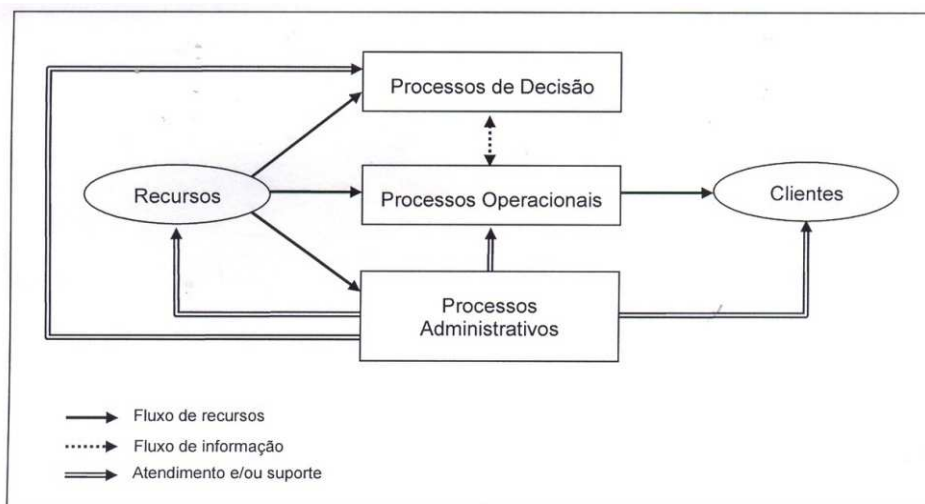 Processos de Decisão
Recursos
Processos Operacionais
Clientes
Processos
Administrativos
Fluxo de recursos
Fluxo de informação
Atendimento e/ou suporte